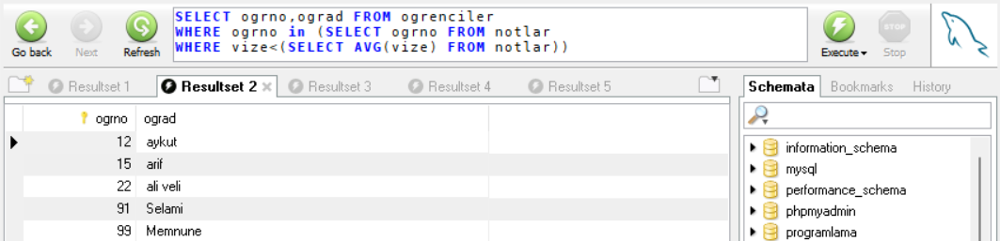 SELECT ogrno,ograd FROM ogrenciler
WHERE ogrno in (SELECT ogrno FROM notlar
WHERE vize<(SELECT AVG(vize) FROM notlar))
Go back
Next
Refresh
Execute
STOP
Stop
Resultset 1
Resultset 2
Resultset 3
Resultset 4
Resultset 5
Schemata
Bookmarks
History
ogrno ograd
12 aykut
15 arif
22 ali veli
91 Selami
99 Memnune
information_schema
mysql
performance_schema
phpmyadmin
programlama